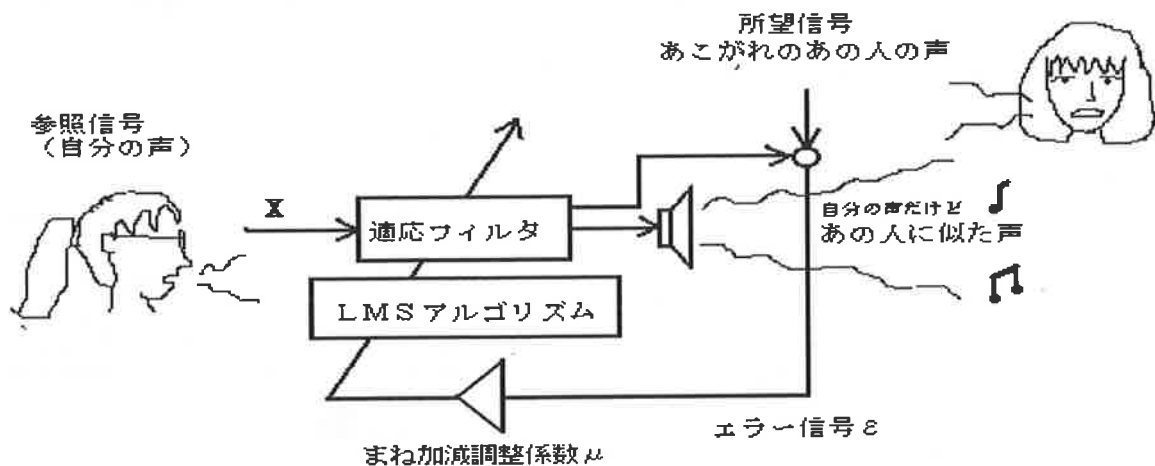 所望信号
あこがれのあの人の声
参照信号
（自分の声）
X
適応フィルタ
自分の声だけど
あの人に似た声
LMSアルゴリズム
エラー信号ε
まね加減調整係数μ